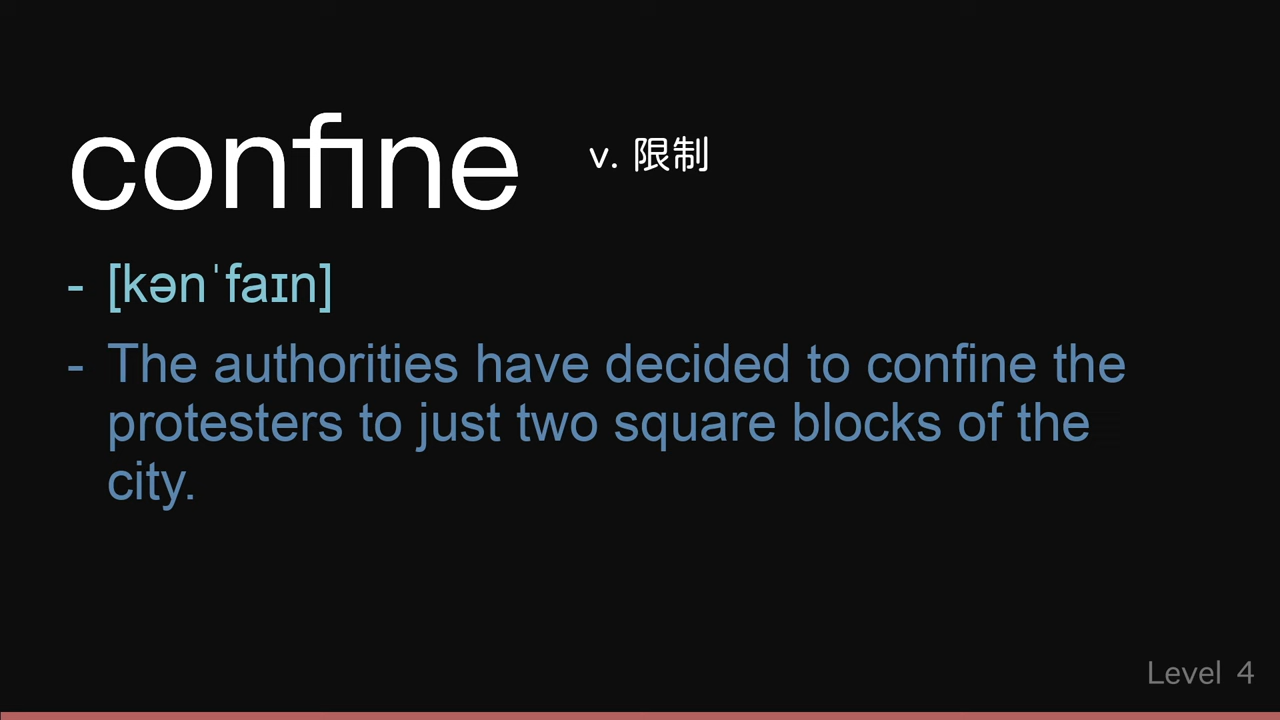 confine v. 限制
- [kənˈfaɪn]
- The authorities have decided to confine the
protesters to just two square blocks of the
city.
Level 4